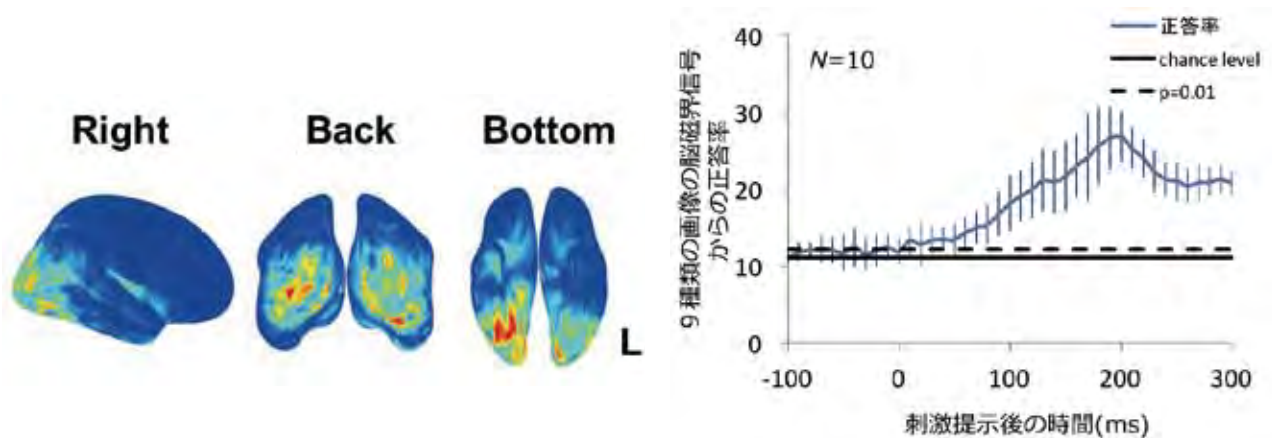 Right
Back
Bottom
L
9種類の画像の脳磁界信号
からの正答率
40
30
20
10
0
N=10
正答率
chance level
p=0.01
-100
0
100
200
300
刺激提示後の時間(ms)